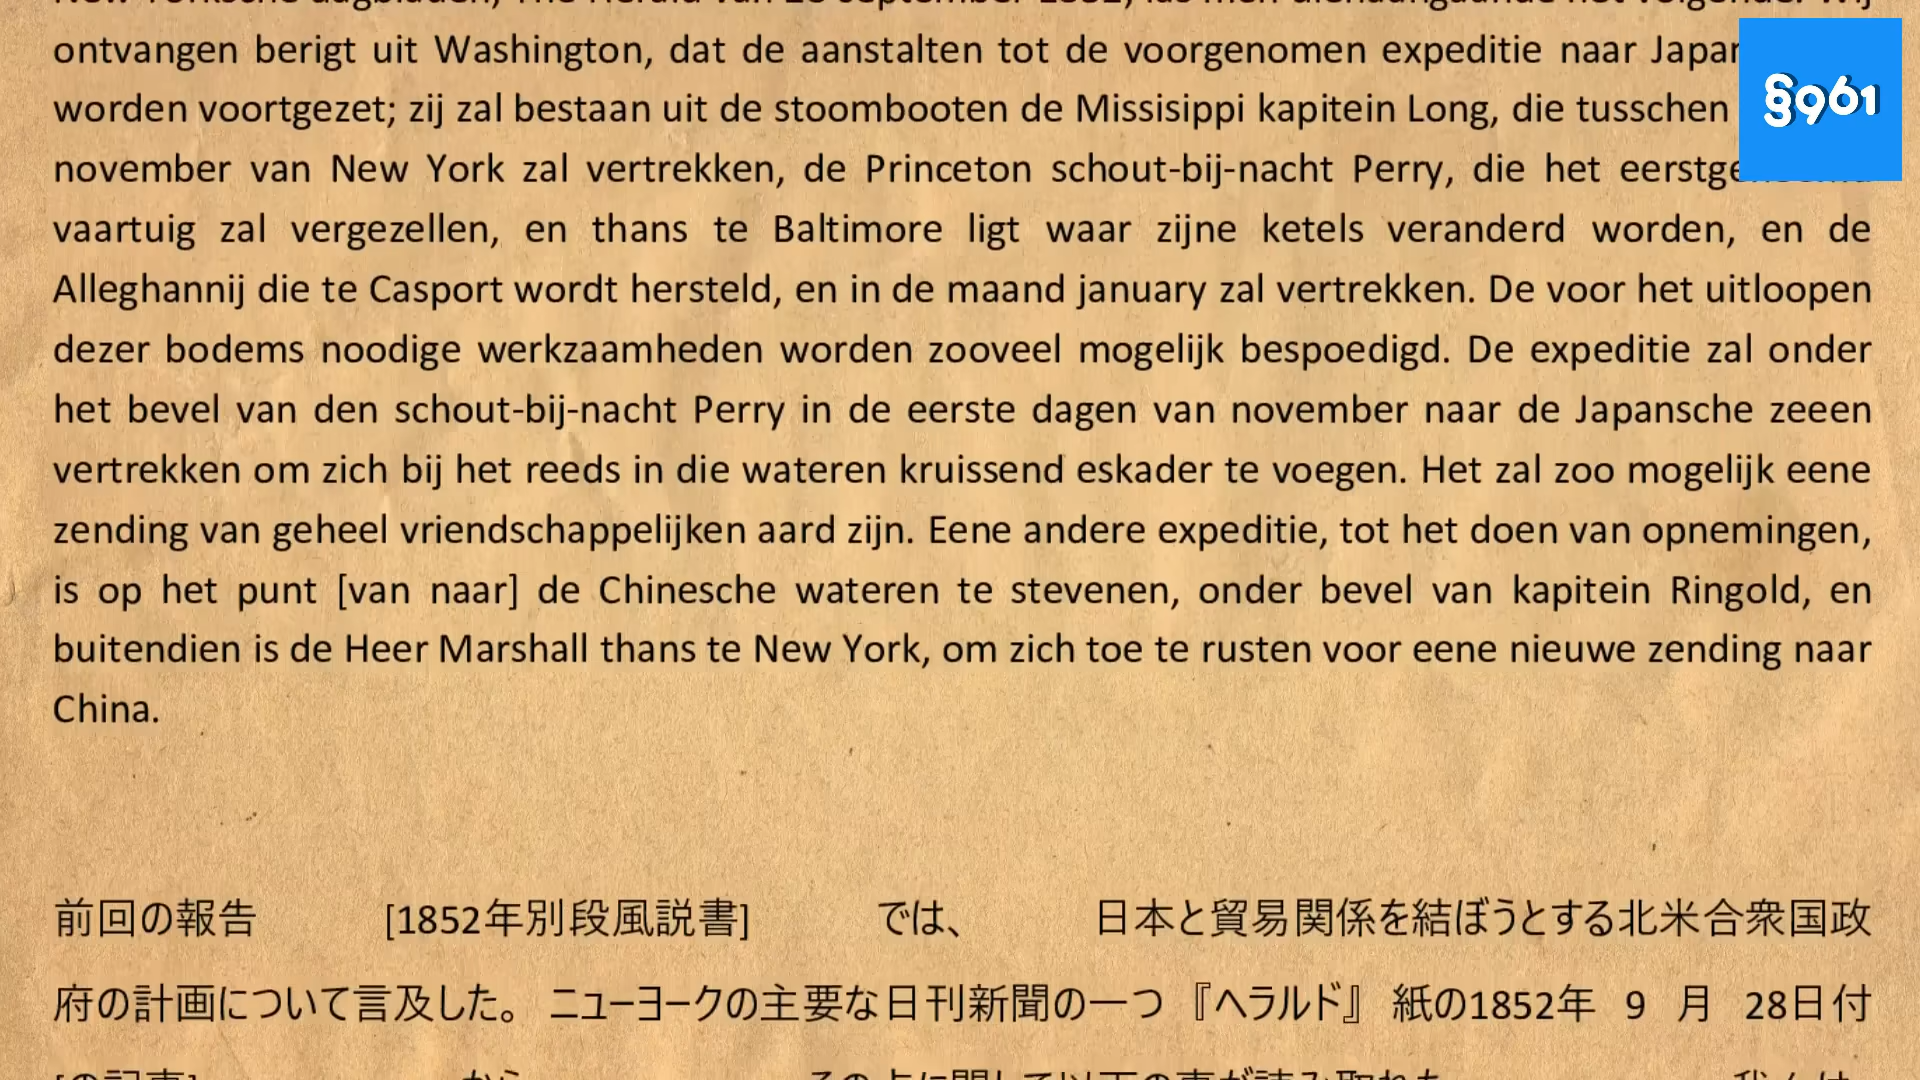 ontvangen berigt uit Washington, dat de aanstalten tot de voorgenomen expeditie naar
§961
worden voortgezet; zij zal bestaan uit de stoombooten de Missisippi kapitein Long, die tusschen
november van New York zal vertrekken, de Princeton schout-bij-nacht Perry, die het
vaartuig zal vergezellen, en thans te Baltimore ligt waar zijne ketels veranderd worden, en de
Alleghannij die te Casport wordt hersteld, en in de maand january zal vertrekken. De voor het uitloopen
dezer bodems noodige werkzaamheden worden zooveel mogelijk bespoedigd. De expeditie zal onder
het bevel van den schout-bij-nacht Perry in de eerste dagen van november naar de Japansche zeeen
vertrekken om zich bij het reeds in die wateren kruissend eskader te voegen. Het zal zoo mogelijk eene
zending van geheel vriendschappelijken aard zijn. Eene andere expeditie, tot het doen van opnemingen,
is op het punt [van naar] de Chinesche wateren te stevenen, onder bevel van kapitein Ringold, en
buitendien is de Heer Marshall thans te New York, om zich toe te rusten voor eene nieuwe zending naar
China.
前回の報告 [1852年別段風説書] では、 日本と貿易関係を結ぼうとする北米合衆国政
府の計画について言及した。 ニューヨークの主要な日刊新聞の一つ 『ヘラルド』 紙の1852年 9 月 28日付